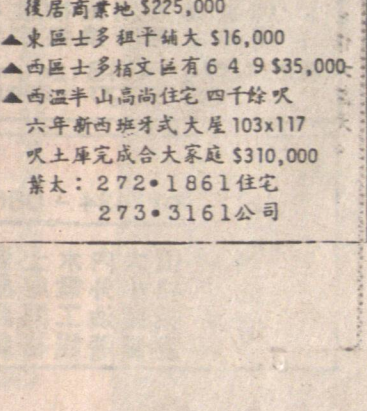 後居商業地 $225,000
▲東區士多租平鋪大 $16,000
▲西區士多栢文區有 6 4 9 $35,000
▲西溫半山高尚住宅 四千餘呎
六年新西班牙式大屋 103x117
呎土庫完成合大家庭 $310,000
葉太：272•1861住宅
273•3161公司